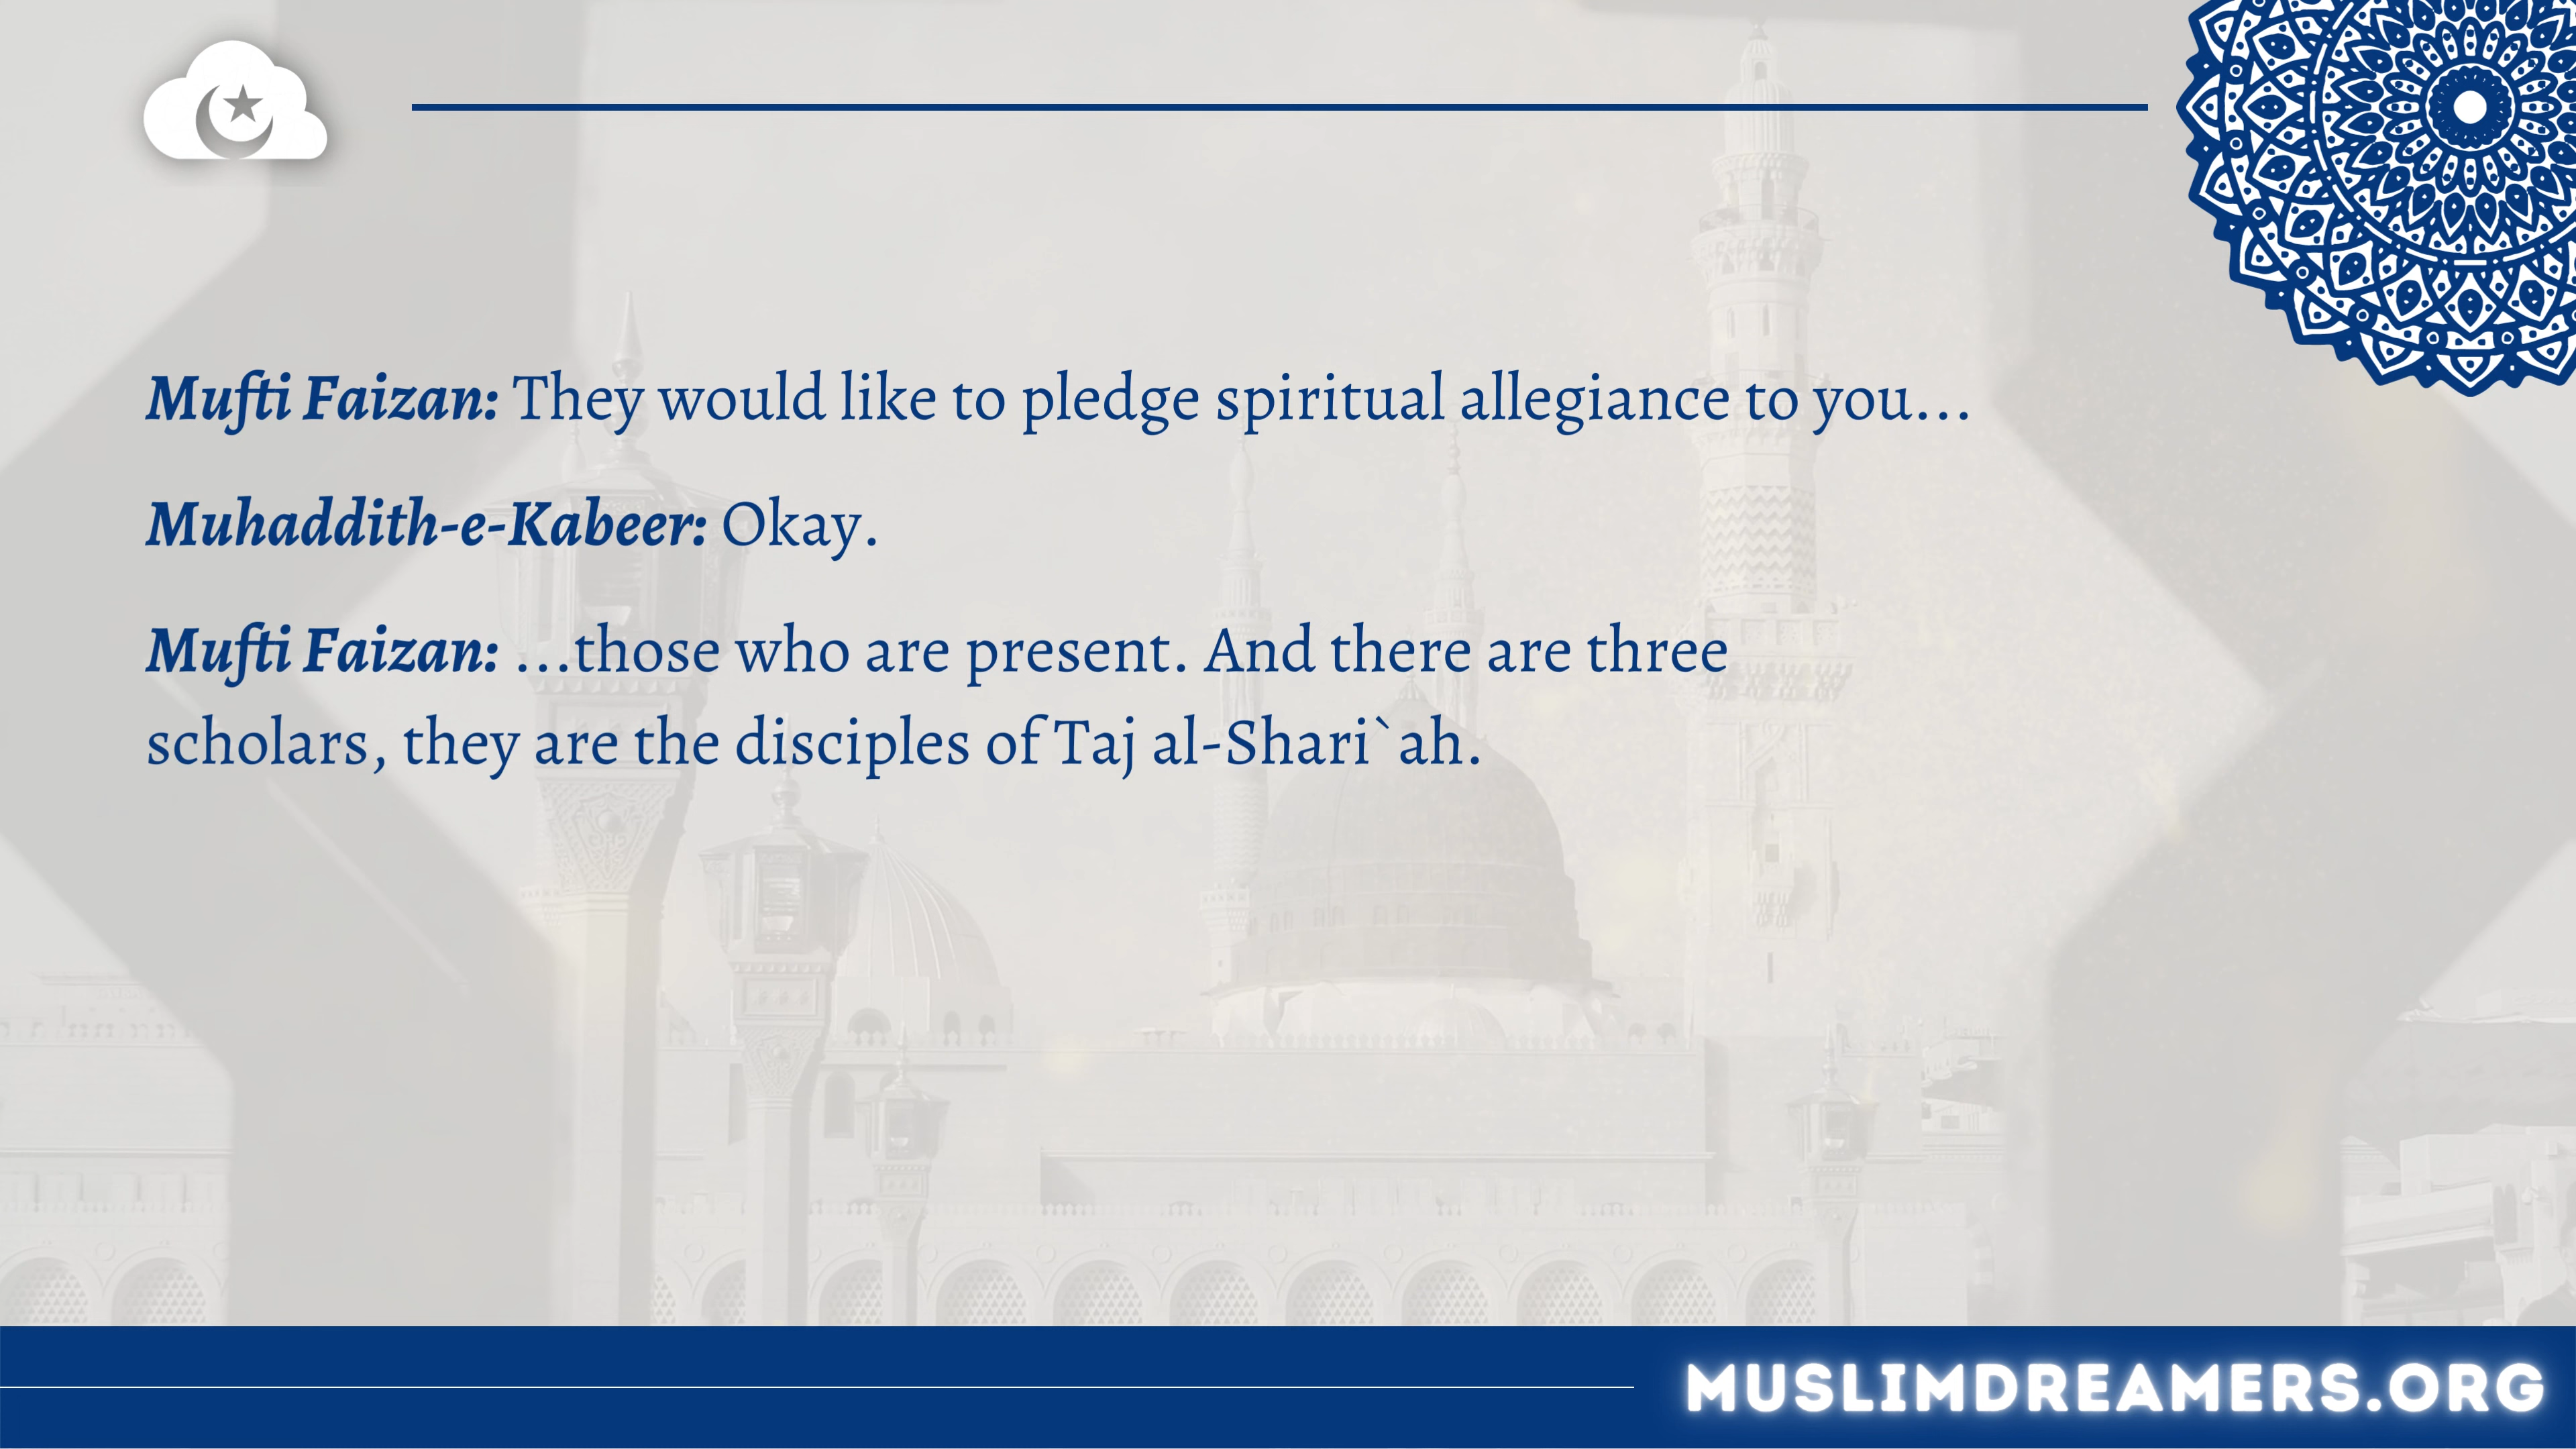 Mufti Faizan: They would like to pledge spiritual allegiance to you...
Muhaddith-e-Kabeer: Okay.
Mufti Faizan: ...those who are present. And there are three
scholars, they are the disciples of Taj al-Shari`ah.
MUSLIMDREAMERS.ORG